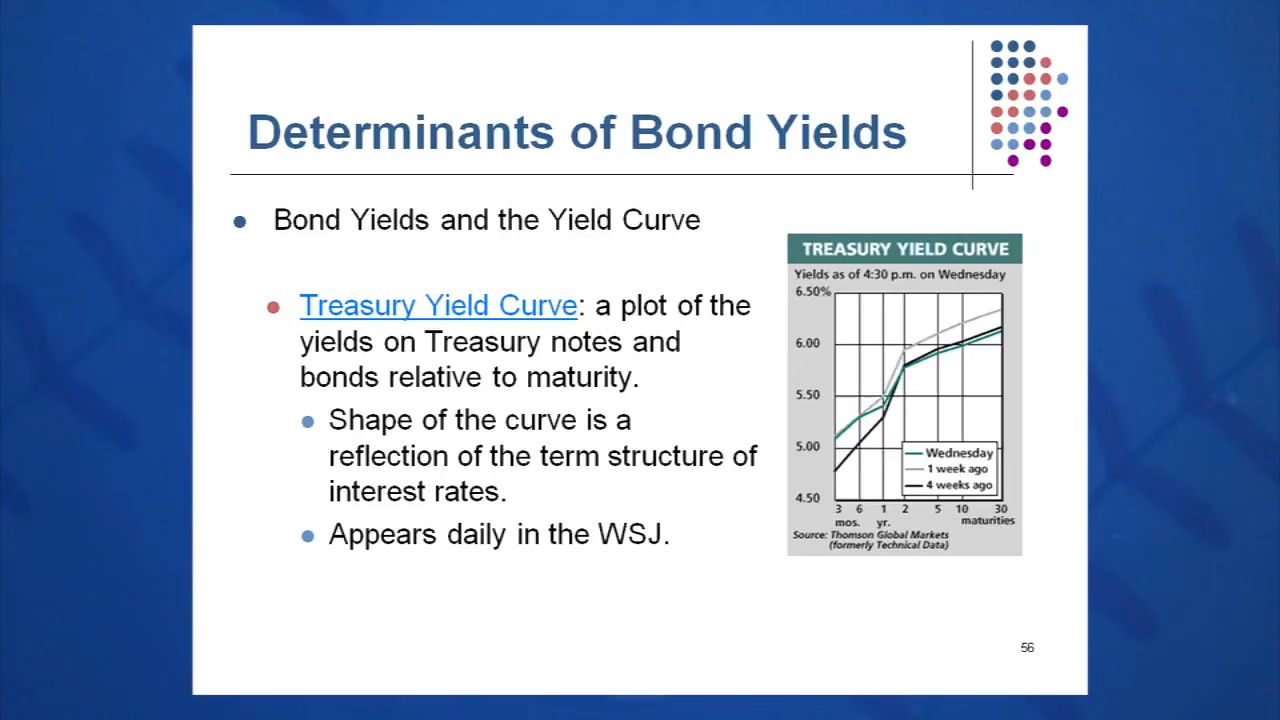 Determinants of Bond Yields
Bond Yields and the Yield Curve
Treasury Yield Curve: a plot of the
yields on Treasury notes and
bonds relative to maturity.
Shape of the curve is a
reflection of the term structure of
interest rates.
Appears daily in the WSJ.
TREASURY YIELD CURVE
Yields as of 4:30 p.m. on Wednesday
6.50%
6.00
5.50
5.00
4.50
Wednesday
1 week ago
4 weeks ago
3 6 1 2 5 10 30
mos. yr. maturities
Source: Thomson Global Markets
(formerly Technical Data)
56